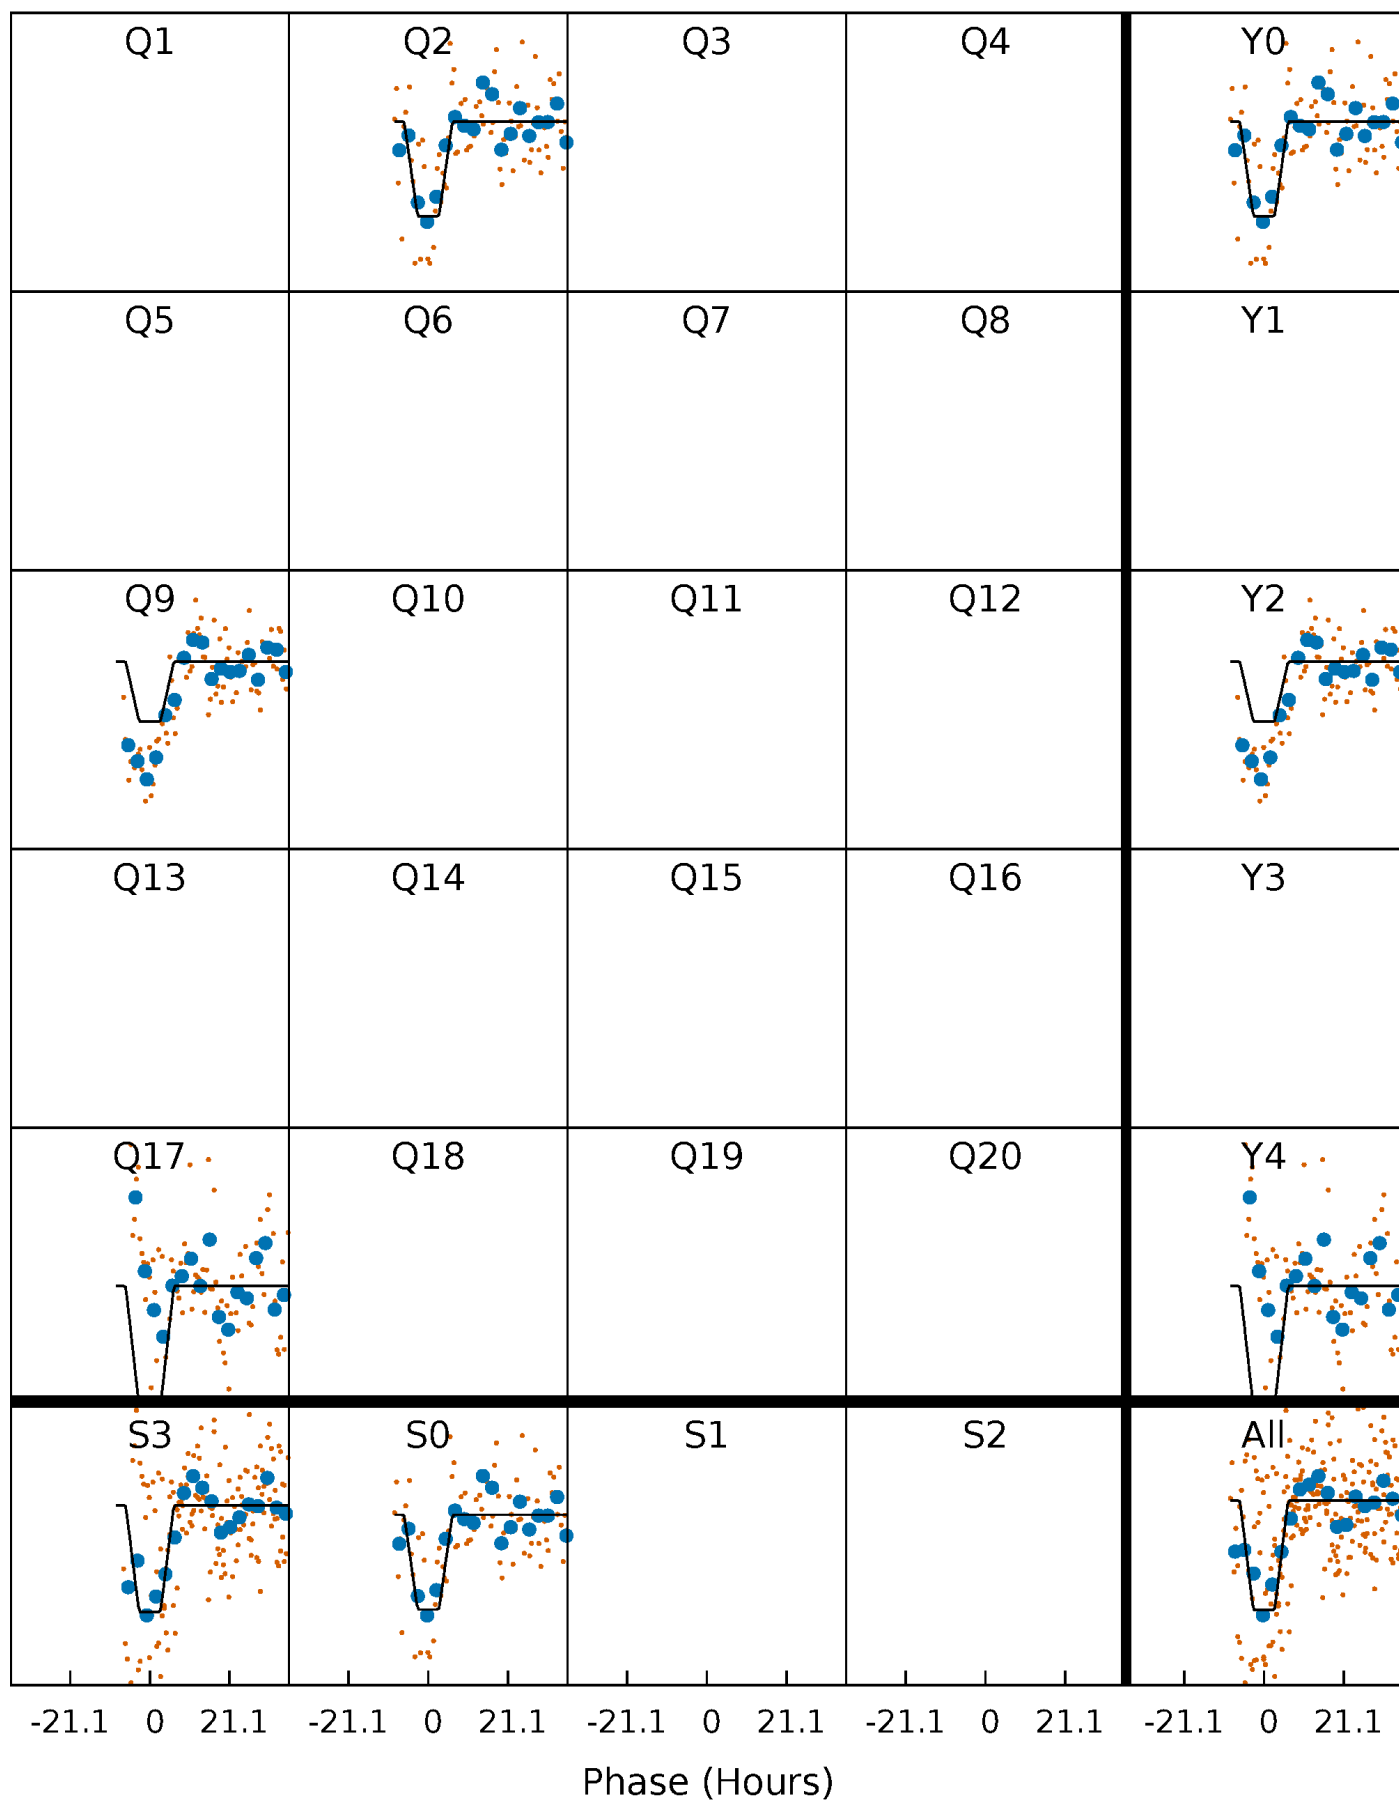 Q1 Q2 Q3 Q4 Y0
Q5 Q6 Q7 Q8 Y1
Q9 Q10 Q11 Q12 Y2
Q13 Q14 Q15 Q16 Y3
Q17 Q18 Q19 Q20 Y4
S3 S0 S1 S2 All
-21.1 0 21.1 -21.1 0 21.1 -21.1 0 21.1 -21.1 0 21.1 -21.1 0 21.1
Phase (Hours)